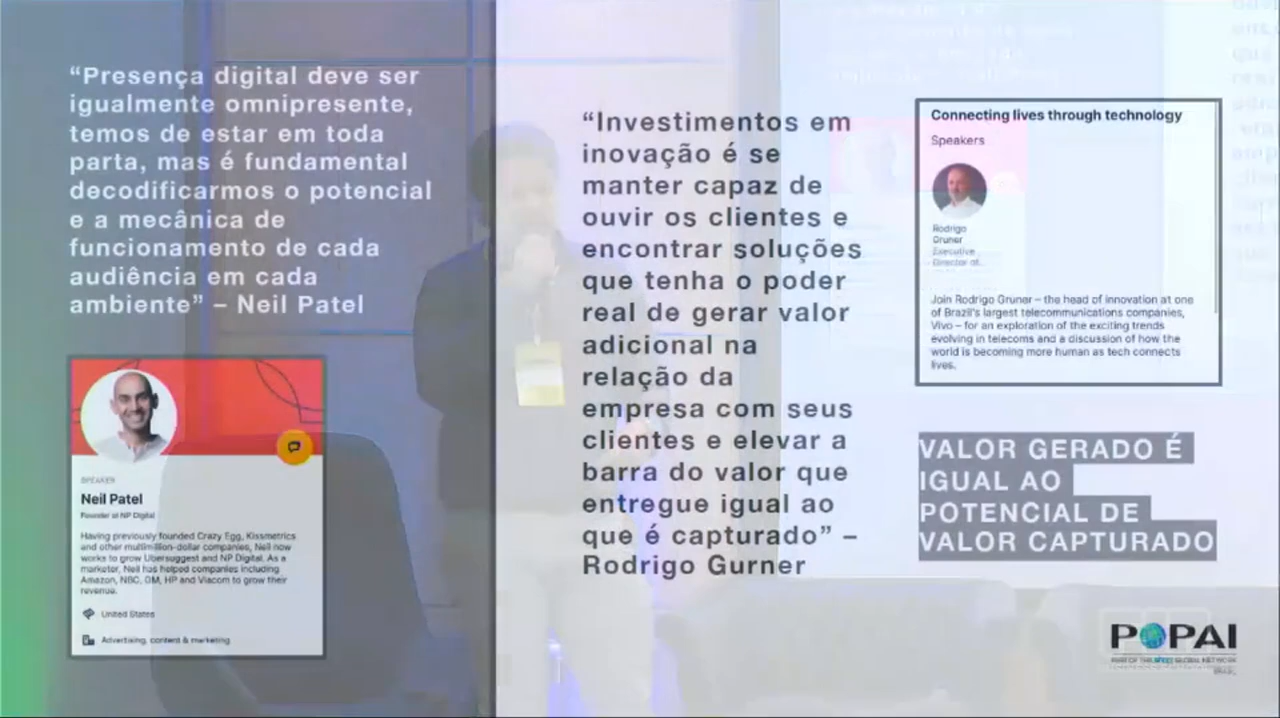 “Presença digital deve ser
igualmente omnipresente,
temos de estar em toda
parta, mas é fundamental
decodificarmos o potencial
e a mecânica de
funcionamento de cada
audiência em cada
ambiente” – Neil Patel
SPEAKER
Neil Patel
Founder at NP Digital
Having previously founded Crazy Egg, Kissmetrics
and other multimillion-dollar companies, Neil now
works to grow Ubersuggest and NP Digital. As a
marketer, Neil has helped companies including
Amazon, NBC, GM, HP and Viacom to grow their
revenue.
United States
Advertising, content & marketing
“Investimentos em
inovação é se
manter capaz de
ouvir os clientes e
encontrar soluções
que tenha o poder
real de gerar valor
adicional na
relação da
empresa com seus
clientes e elevar a
barra do valor que
entregue igual ao
que é capturado” –
Rodrigo Gurner
Connecting lives through technology
Speakers
Rodrigo
Gruner
Executive
Director of...
Join Rodrigo Gruner – the head of innovation at one
of Brazil's largest telecommunications companies,
Vivo – for an exploration of the exciting trends
evolving in telecoms and a discussion of how the
world is becoming more human as tech connects
lives.
VALOR GERADO É
IGUAL AO
POTENCIAL DE
VALOR CAPTURADO
POPAI
PART OF THE SHOP! GLOBAL NETWORK
BRASIL